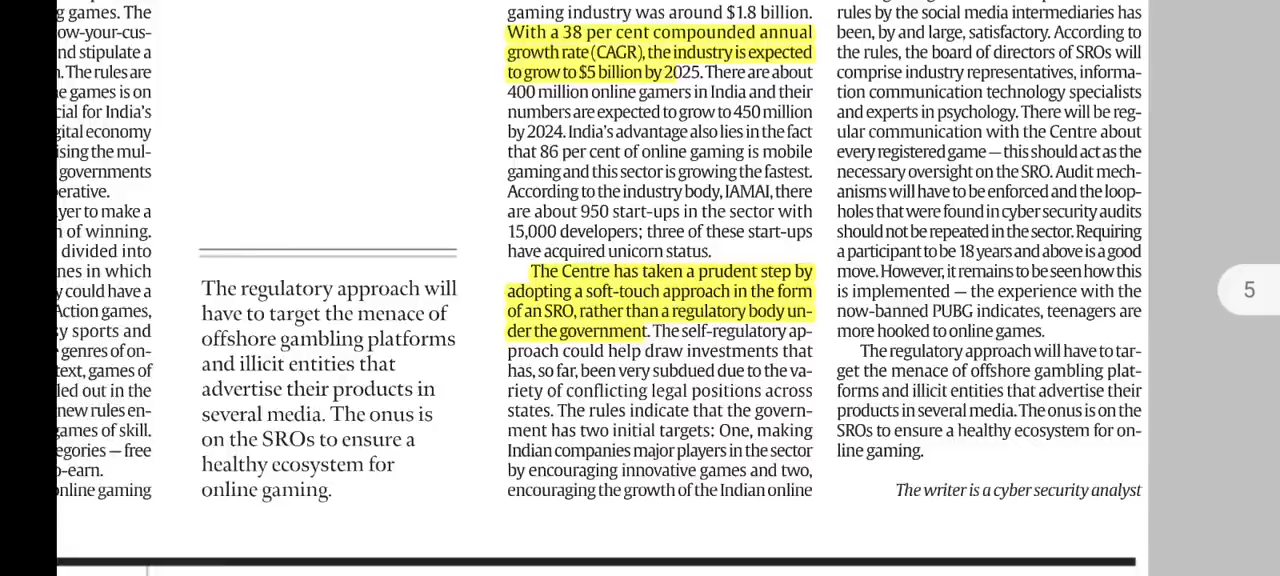 g games. The
ow-your-cus-
nd stipulate a
. The rules are
e games is on
cial for India's
gital economy
ising the mul-
governments
erative.
yer to make a
n of winning.
divided into
nes in which
y could have a
Action games,
sy sports and
genres of on-
text, games of
led out in the
new rules en-
games of skill.
egories — free
o-earn.
online gaming
The regulatory approach will
have to target the menace of
offshore gambling platforms
and illicit entities that
advertise their products in
several media. The onus is
on the SROs to ensure a
healthy ecosystem for
online gaming.
gaming industry was around $1.8 billion.
With a 38 per cent compounded annual
growth rate (CAGR), the industry is expected
to grow to $5 billion by 2025. There are about
400 million online gamers in India and their
numbers are expected to grow to 450 million
by 2024. India's advantage also lies in the fact
that 86 per cent of online gaming is mobile
gaming and this sector is growing the fastest.
According to the industry body, IAMAI, there
are about 950 start-ups in the sector with
15,000 developers; three of these start-ups
have acquired unicorn status.
The Centre has taken a prudent step by
adopting a soft-touch approach in the form
of an SRO, rather than a regulatory body un-
der the government. The self-regulatory ap-
proach could help draw investments that
has, so far, been very subdued due to the va-
riety of conflicting legal positions across
states. The rules indicate that the govern-
ment has two initial targets: One, making
Indian companies major players in the sector
by encouraging innovative games and two,
encouraging the growth of the Indian online
rules by the social media intermediaries has
been, by and large, satisfactory. According to
the rules, the board of directors of SROs will
comprise industry representatives, informa-
tion communication technology specialists
and experts in psychology. There will be reg-
ular communication with the Centre about
every registered game — this should act as the
necessary oversight on the SRO. Audit mech-
anisms will have to be enforced and the loop-
holes that were found in cyber security audits
should not be repeated in the sector. Requiring
a participant to be 18 years and above is a good
move. However, it remains to be seen how this
is implemented — the experience with the
now-banned PUBG indicates, teenagers are
more hooked to online games.
The regulatory approach will have to tar-
get the menace of offshore gambling plat-
forms and illicit entities that advertise their
products in several media. The onus is on the
SROs to ensure a healthy ecosystem for on-
line gaming.
The writer is a cyber security analyst
5